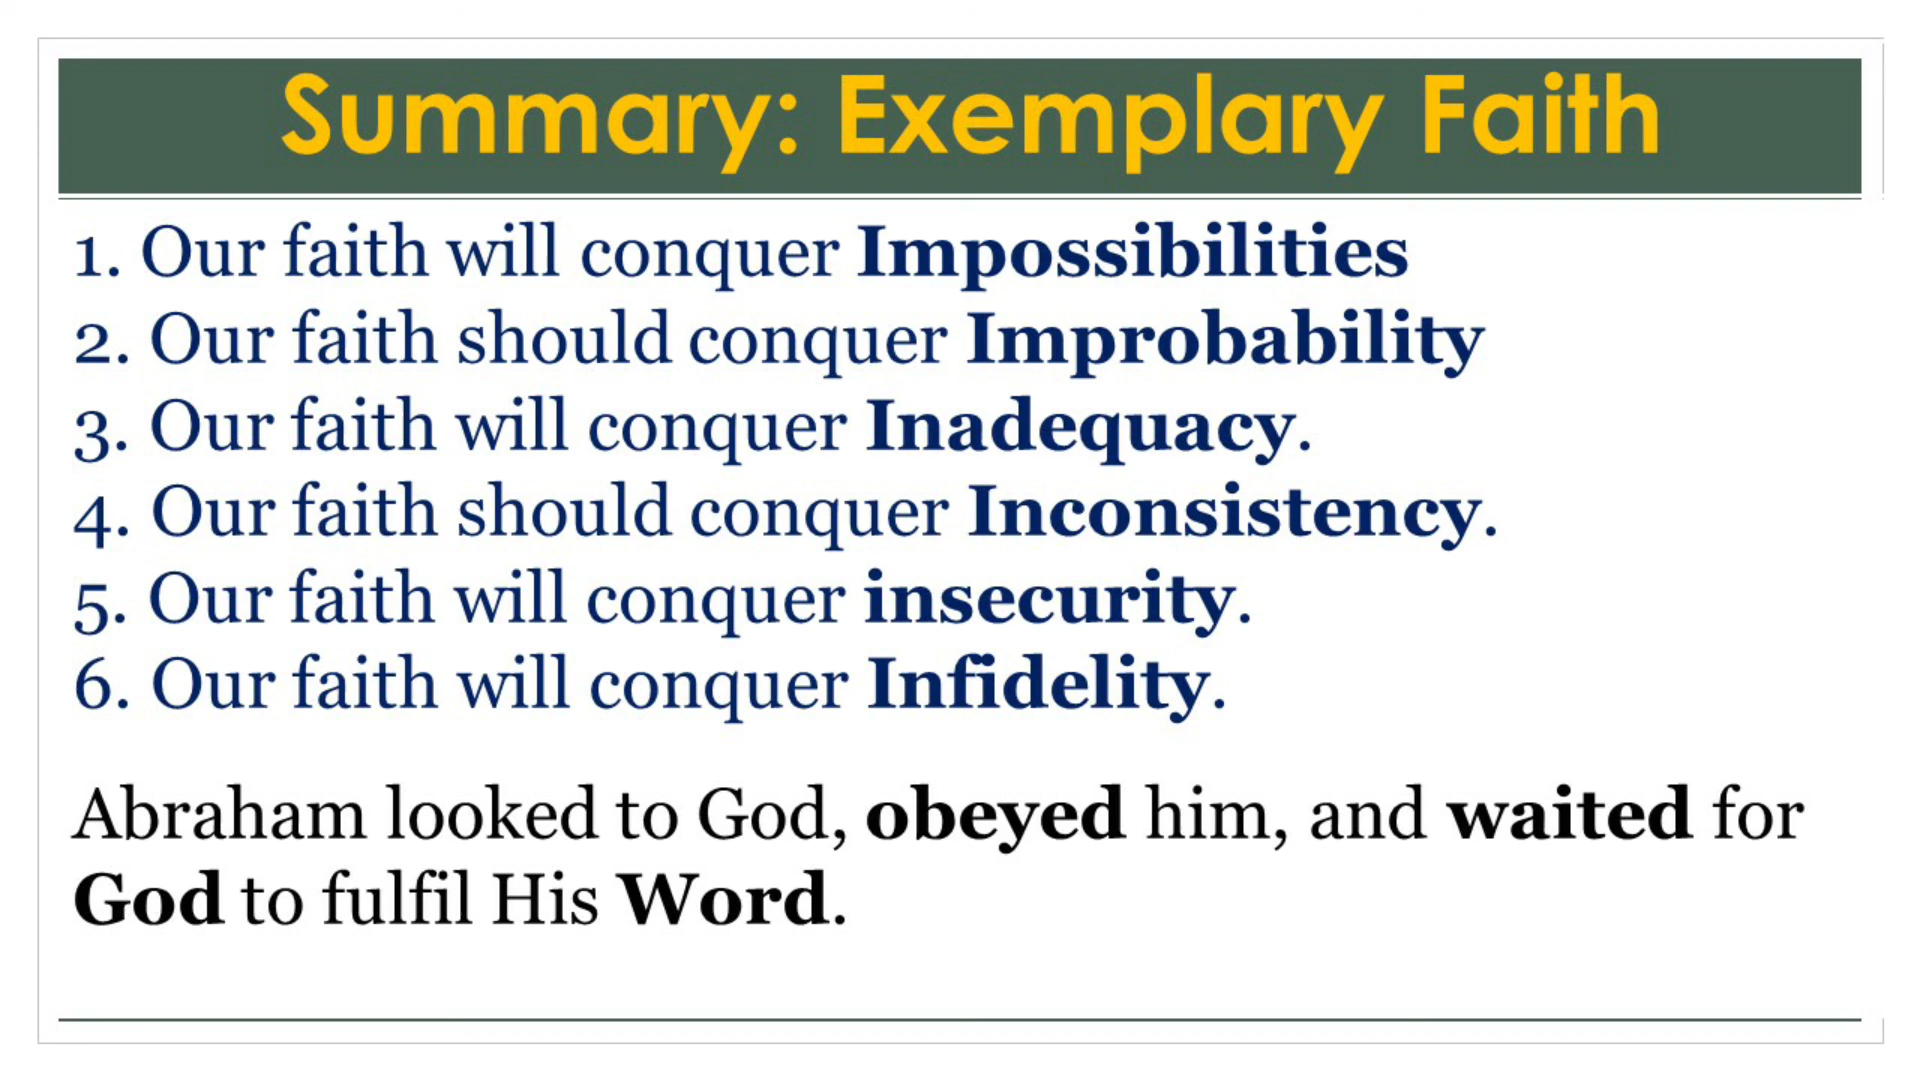 Summary: Exemplary Faith
1. Our faith will conquer Impossibilities
2. Our faith should conquer Improbability
3. Our faith will conquer Inadequacy.
4. Our faith should conquer Inconsistency.
5. Our faith will conquer insecurity.
6. Our faith will conquer Infidelity.
Abraham looked to God, obeyed him, and waited for
God to fulfil His Word.